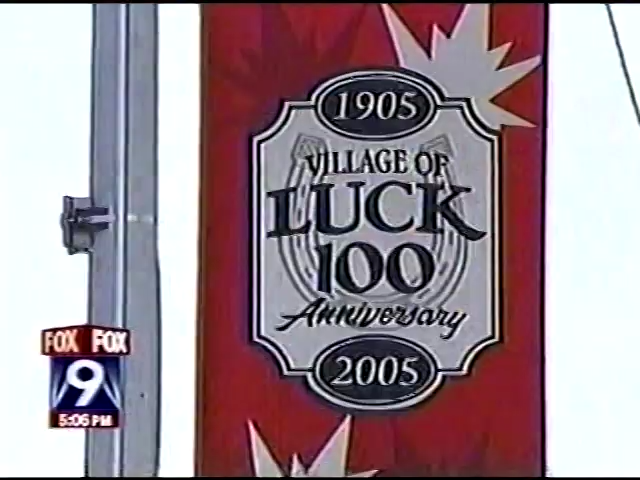 1905
VILLAGE OF
LUCK
100
Anniversary
2005
FOX FOX
9
5:06 PM